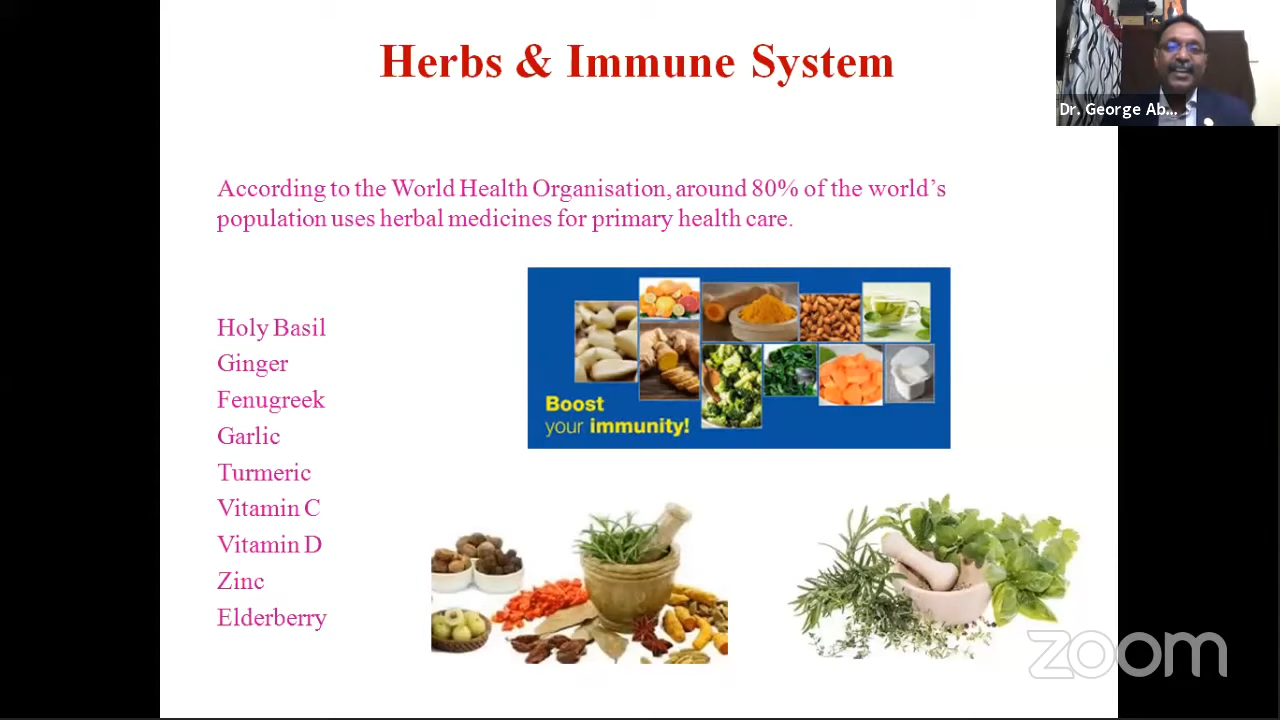 Herbs & Immune System
Dr. George Ab...
According to the World Health Organisation, around 80% of the world's
population uses herbal medicines for primary health care.
Holy Basil
Ginger
Fenugreek
Garlic
Turmeric
Vitamin C
Vitamin D
Zinc
Elderberry
Boost
your immunity!
zoom